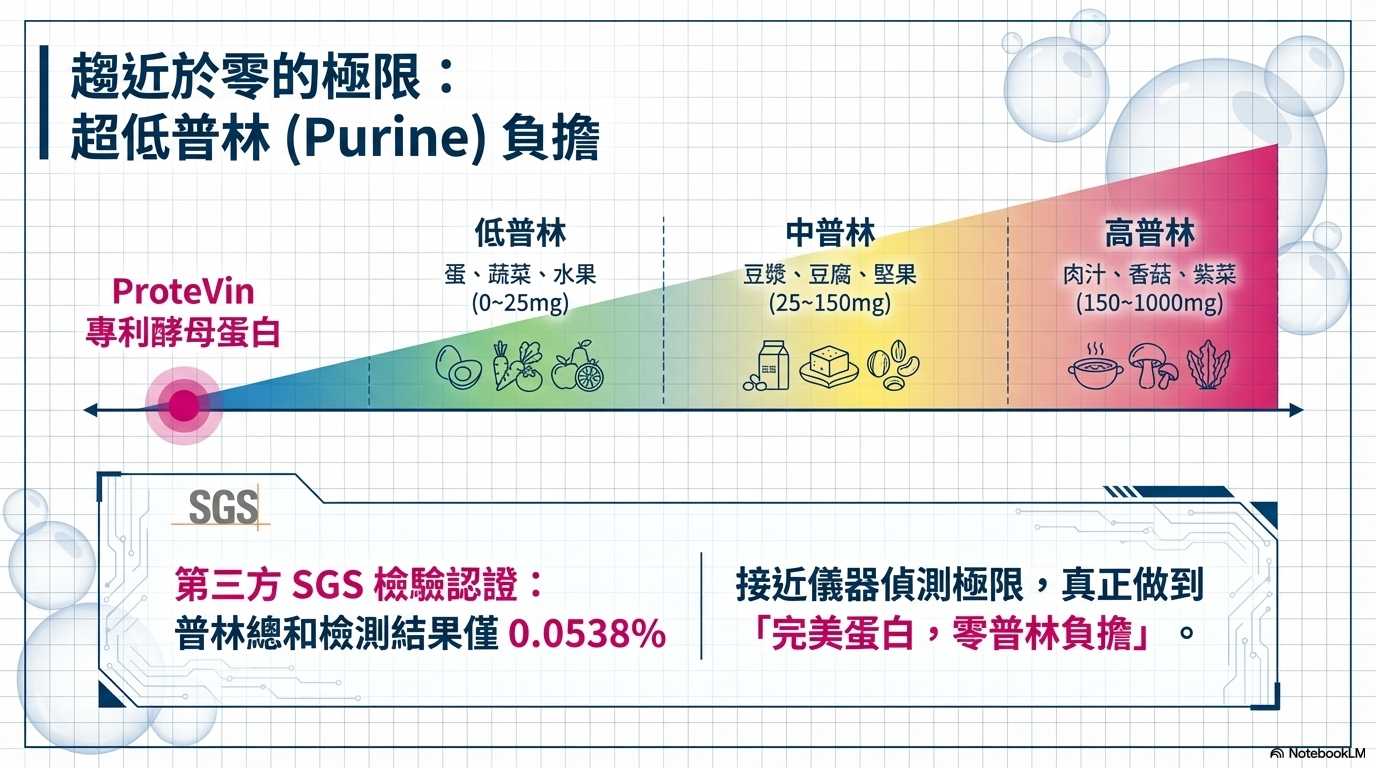 趨近於零的極限：
超低普林 (Purine) 負擔
ProteVin
專利酵母蛋白
低普林
蛋、蔬菜、水果
(0~25mg)
中普林
豆漿、豆腐、堅果
(25~150mg)
高普林
肉汁、香菇、紫菜
(150~1000mg)
SGS
第三方 SGS 檢驗認證：
普林總和檢測結果僅 0.0538%
接近儀器偵測極限，真正做到
「完美蛋白，零普林負擔」。
NotebookLM